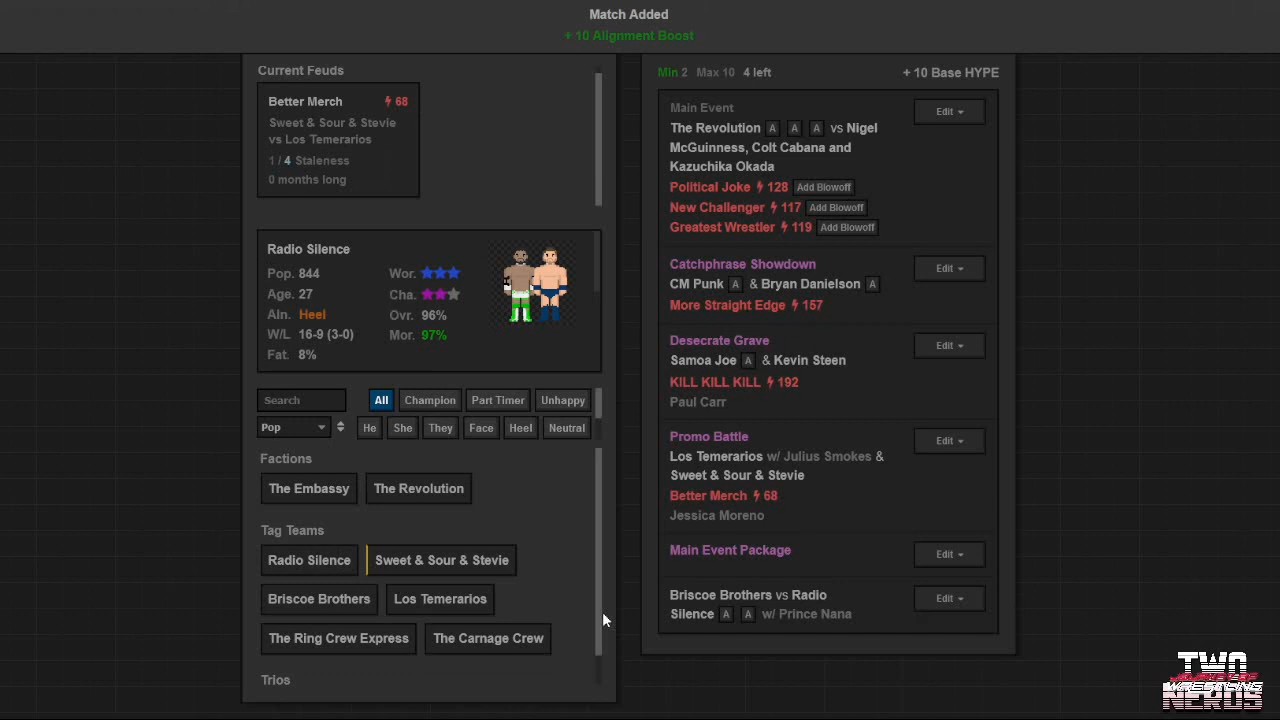 Match Added
+ 10 Alignment Boost
Current Feuds
Better Merch 68
Sweet & Sour & Stevie
vs Los Temerarios
1 / 4 Staleness
0 months long
Radio Silence
Pop. 844
Wor.
Age. 27
Cha.
Aln. Heel
Ovr. 96%
W/L 16-9 (3-0)
Mor. 97%
Fat. 8%
Search
All
Champion
Part Timer
Unhappy
Pop
He
She
They
Face
Heel
Neutral
Factions
The Embassy
The Revolution
Tag Teams
Radio Silence
Sweet & Sour & Stevie
Briscoe Brothers
Los Temerarios
The Ring Crew Express
The Carnage Crew
Trios
Min 2 Max 10 4 left
+ 10 Base HYPE
Main Event
Edit
The Revolution A A A vs Nigel
McGuinness, Colt Cabana and
Kazuchika Okada
Political Joke 128 Add Blowoff
New Challenger 117 Add Blowoff
Greatest Wrestler 119 Add Blowoff
Catchphrase Showdown
Edit
CM Punk A & Bryan Danielson A
More Straight Edge 157
Desecrate Grave
Edit
Samoa Joe A & Kevin Steen
KILL KILL KILL 192
Paul Carr
Promo Battle
Edit
Los Temerarios w/ Julius Smokes &
Sweet & Sour & Stevie
Better Merch 68
Jessica Moreno
Main Event Package
Edit
Briscoe Brothers vs Radio
Edit
Silence A A w/ Prince Nana
TWO
WRESTLING
NERDS